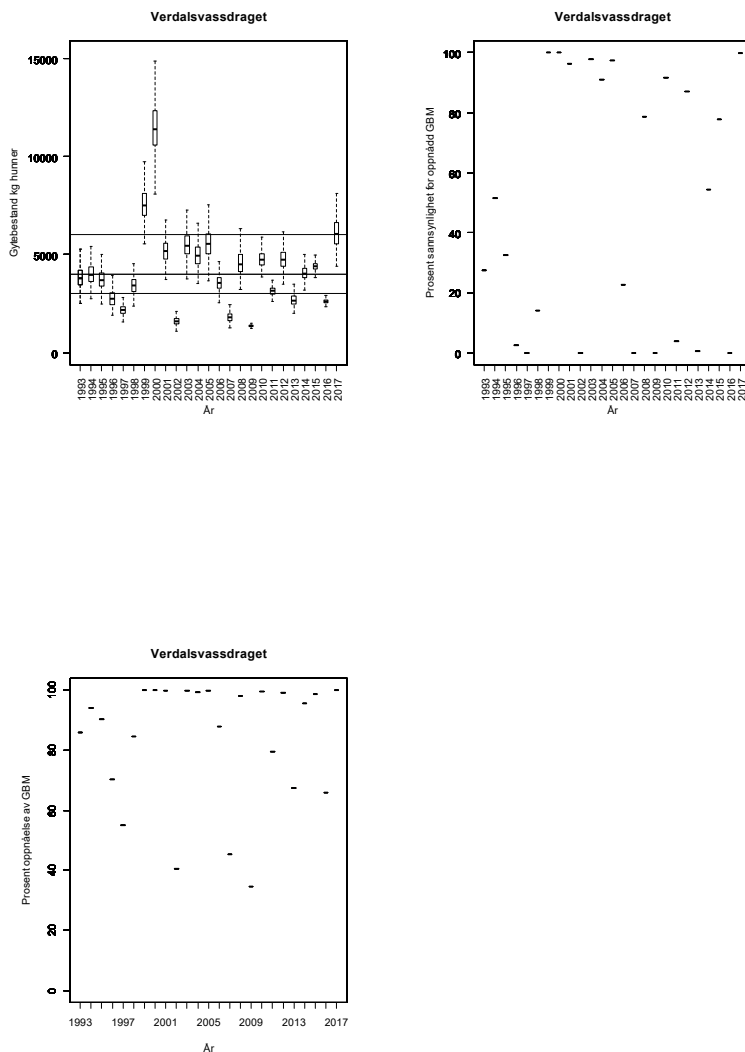 Verdalsvassdraget
Gytebestand kg hunner
15000
10000
5000
0
1993 1994 1995 1996 1997 1998 1999 2000 2001 2002 2003 2004 2005 2006 2007 2008 2009 2010 2011 2012 2013 2014 2015 2016 2017
År
Verdalsvassdraget
Prosent sannsynlighet for oppnådd GBM
100
80
60
40
20
0
1993 1994 1995 1996 1997 1998 1999 2000 2001 2002 2003 2004 2005 2006 2007 2008 2009 2010 2011 2012 2013 2014 2015 2016 2017
År
Verdalsvassdraget
Prosent oppnåelse av GBM
100
80
60
40
20
0
1993 1997 2001 2005 2009 2013 2017
År